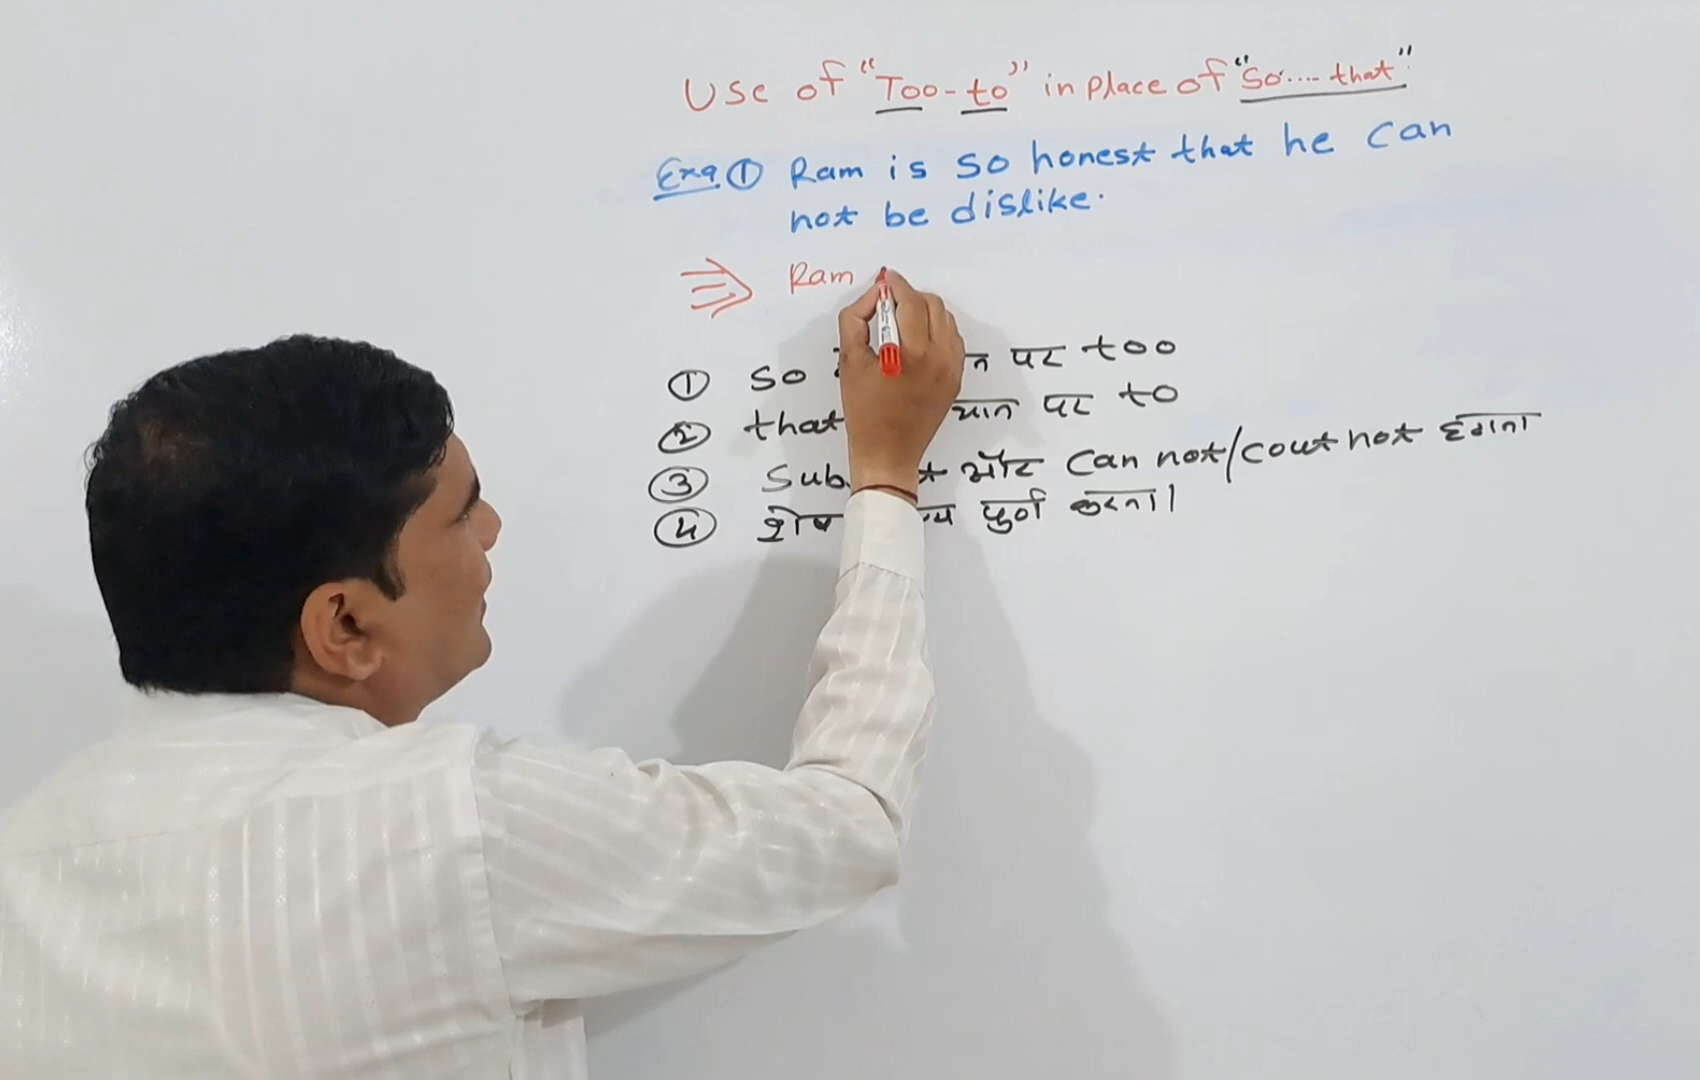 Use of "Too-to" in place of "So.... that"
Exa ① Ram is so honest that he can
not be dislike.
⇒ Ram
① so पर too
② that पर to
③ और can not/cout not हटाना
④ शेष पुर्ण करना।